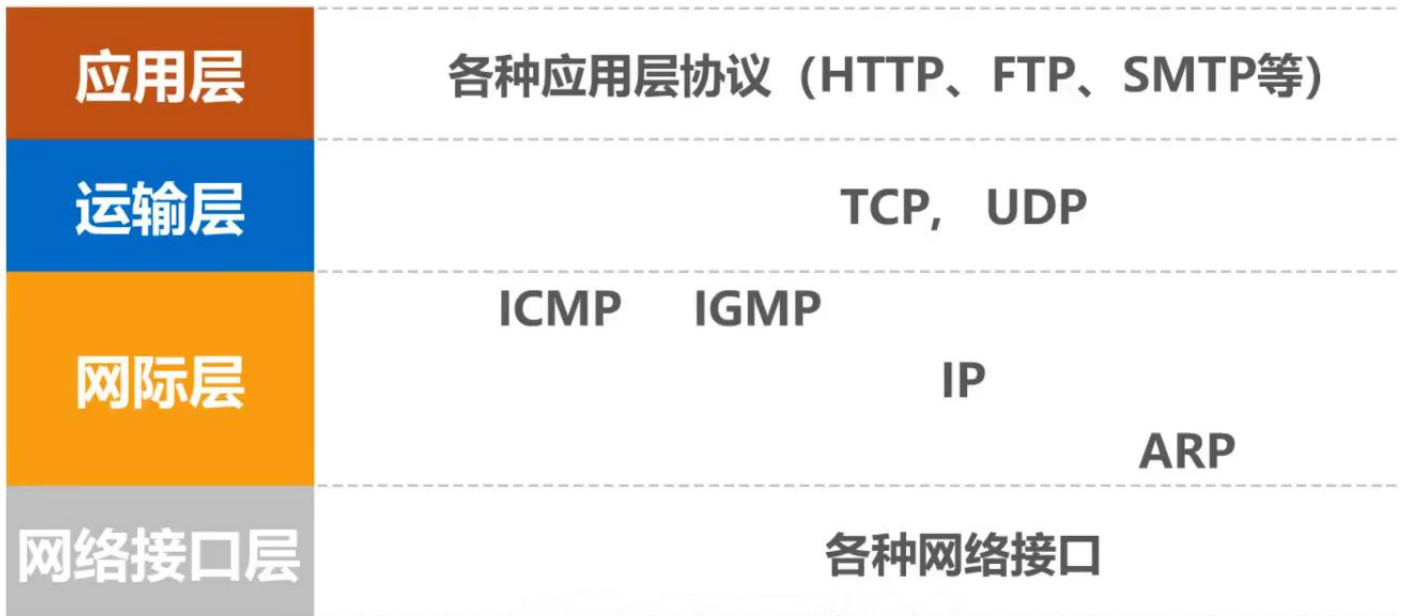 应用层
各种应用层协议（HTTP、FTP、SMTP等）
运输层
TCP, UDP
网际层
ICMP IGMP
IP
ARP
网络接口层
各种网络接口